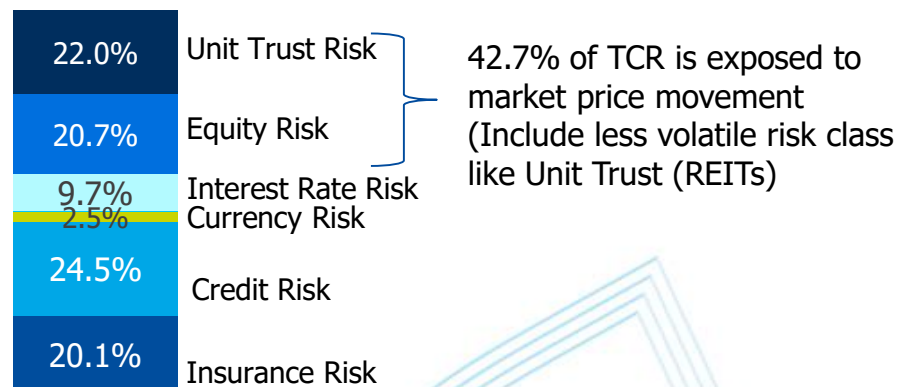 22.0% Unit Trust Risk
20.7% Equity Risk
9.7% Interest Rate Risk
2.5% Currency Risk
24.5% Credit Risk
20.1% Insurance Risk
42.7% of TCR is exposed to
market price movement
(Include less volatile risk class
like Unit Trust (REITs)